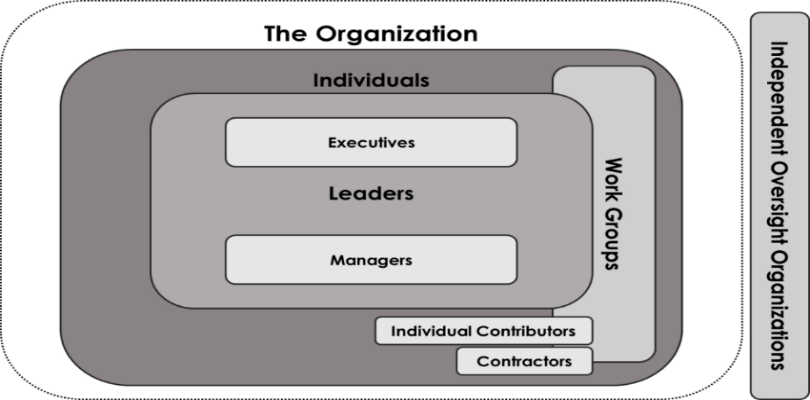 The Organization
Individuals
Executives
Leaders
Managers
Individual Contributors
Contractors
Work Groups
Independent Oversight Organizations